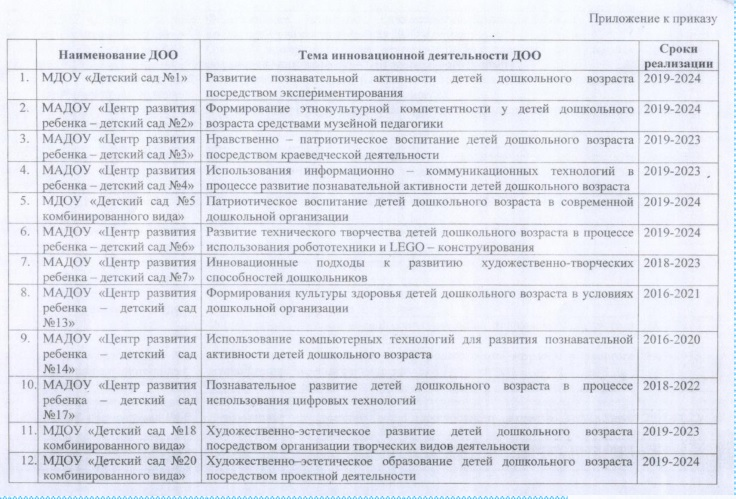 Приложение к приказу
Наименование ДОО Тема инновационной деятельности ДОО Сроки реализации
1. МДОУ «Детский сад №1» Развитие познавательной активности детей дошкольного возраста 2019-2024
посредством экспериментирования
2. МАДОУ «Центр развития Формирование этнокультурной компетентности у детей дошкольного 2019-2024
ребенка – детский сад №2» возраста средствами музейной педагогики
3. МАДОУ «Центр развития Нравственно – патриотическое воспитание детей дошкольного возраста 2019-2023
ребенка – детский сад №3» посредством краеведческой деятельности
4. МАДОУ «Центр развития Использования информационно – коммуникационных технологий в 2019-2023
ребенка – детский сад №4» процессе развитие познавательной активности детей дошкольного возраста
5. МДОУ «Детский сад №5 Патриотическое воспитание детей дошкольного возраста в современной 2019-2024
комбинированного вида» дошкольной организации
6. МАДОУ «Центр развития Развитие технического творчества детей дошкольного возраста в процессе 2019-2024
ребенка – детский сад №6» использования робототехники и LEGO – конструирования
7. МАДОУ «Центр развития Инновационные подходы к развитию художественно-творческих 2018-2023
ребенка – детский сад №7» способностей дошкольников
8. МАДОУ «Центр развития Формирования культуры здоровья детей дошкольного возраста в условиях 2016-2021
ребенка – детский сад дошкольной организации
№13»
9. МАДОУ «Центр развития Использование компьютерных технологий для развития познавательной 2016-2020
ребенка – детский сад активности детей дошкольного возраста
№14»
10. МАДОУ «Центр развития Познавательное развитие детей дошкольного возраста в процессе 2018-2022
ребенка – детский сад использования цифровых технологий
№17»
11. МДОУ «Детский сад №18 Художественно-эстетическое развитие детей дошкольного возраста 2019-2023
комбинированного вида» посредством организации творческих видов деятельности
12. МДОУ «Детский сад №20 Художественно–эстетическое образование детей дошкольного возраста 2019-2024
комбинированного вида» посредством проектной деятельности